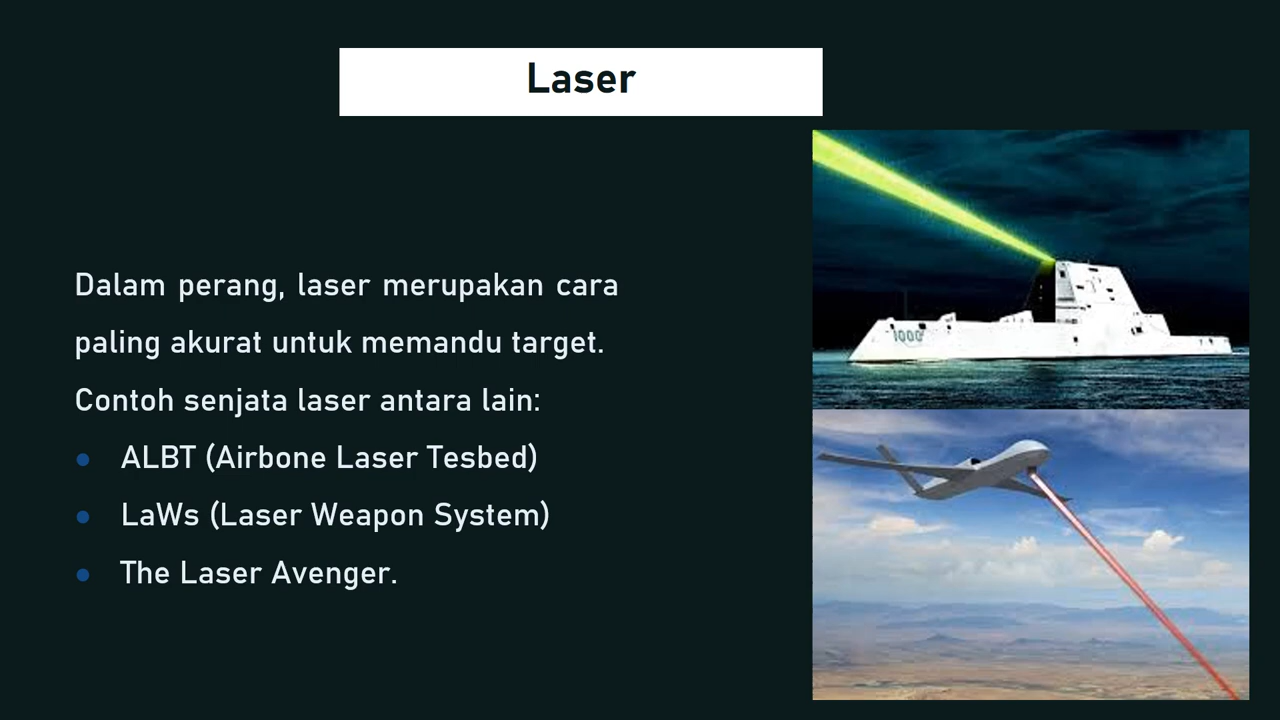 Laser
Dalam perang, laser merupakan cara
paling akurat untuk memandu target.
Contoh senjata laser antara lain:
● ALBT (Airbone Laser Tesbed)
● LaWs (Laser Weapon System)
● The Laser Avenger.
1000